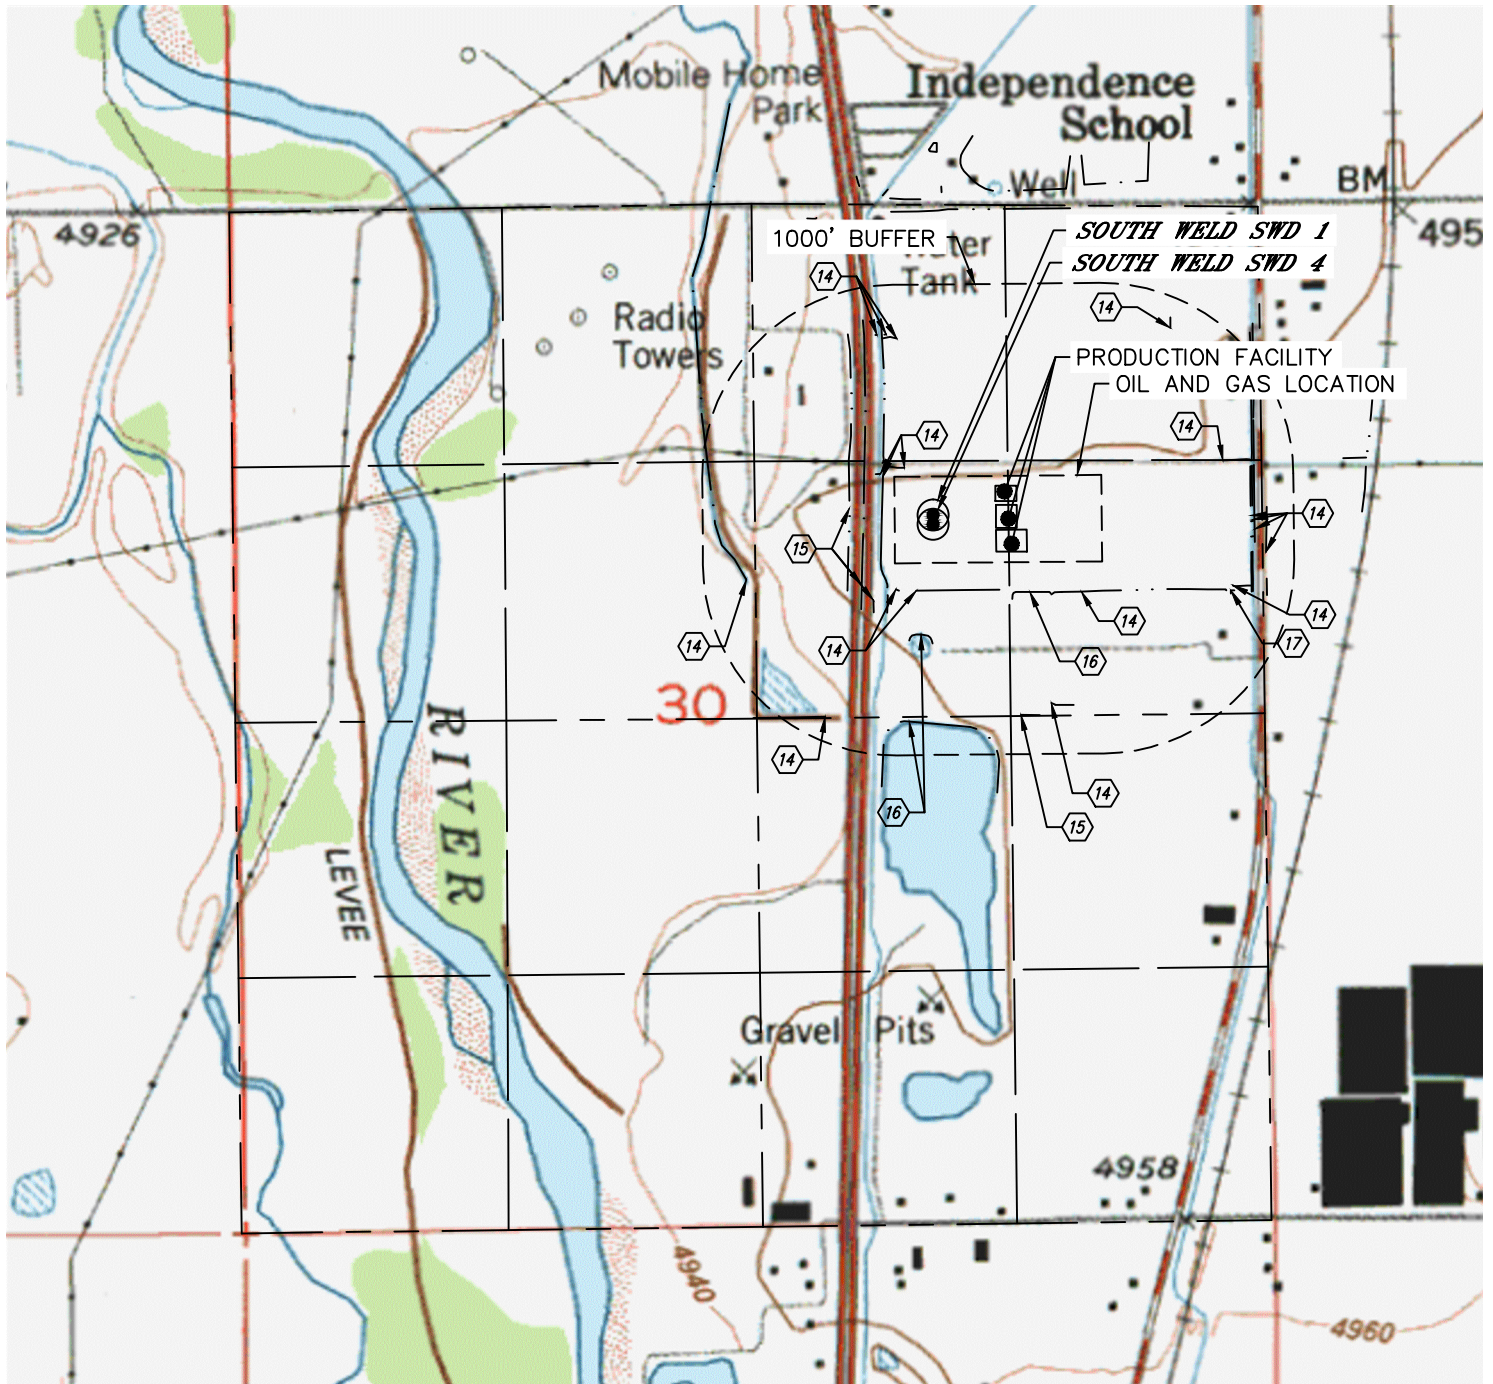 Mobile Home
Park
Independence
School
Well
BM
4926
495
1000' BUFFER
SOUTH WELD SWD 1
SOUTH WELD SWD 4
Water
Tank
14
14
Radio
Towers
PRODUCTION FACILITY
OIL AND GAS LOCATION
14
14
14
15
14
14
14
16
14
17
30
14
16
14
15
RIVER
LEVEE
Gravel Pits
4958
4940
4960